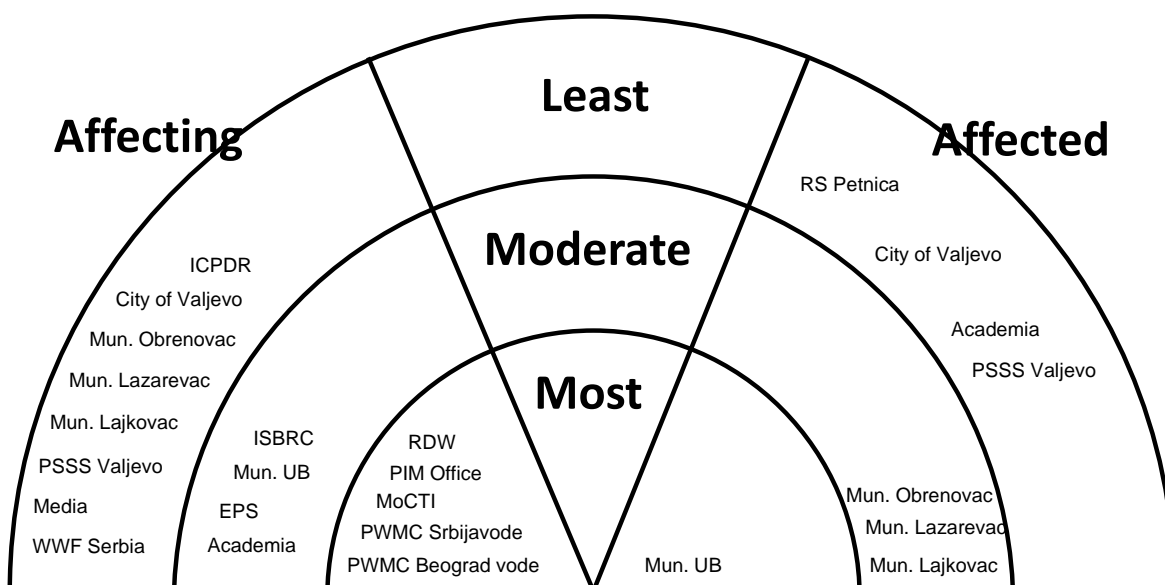 Least
Affecting
Affected
RS Petnica
Moderate
City of Valjevo
ICPDR
City of Valjevo
Academia
Mun. Obrenovac
PSSS Valjevo
Mun. Lazarevac
Most
Mun. Lajkovac
ISBRC
RDW
PSSS Valjevo
Mun. UB
PIM Office
Mun. Obrenovac
Media
EPS
MoCTI
Mun. Lazarevac
WWF Serbia
Academia
PWMC Srbijavode
PWMC Beograd vode
Mun. UB
Mun. Lajkovac